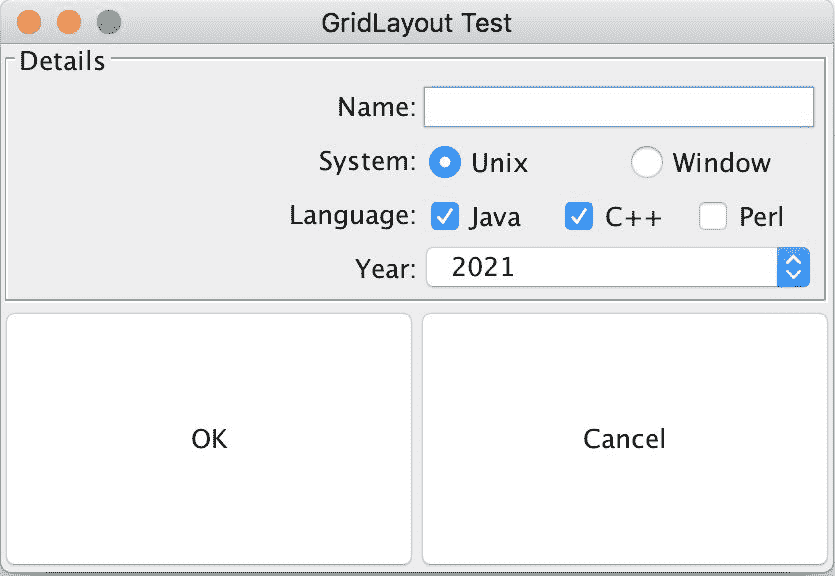 GridLayout Test
Details
Name:
System: Unix Window
Language: Java C++ Perl
Year: 2021
OK Cancel